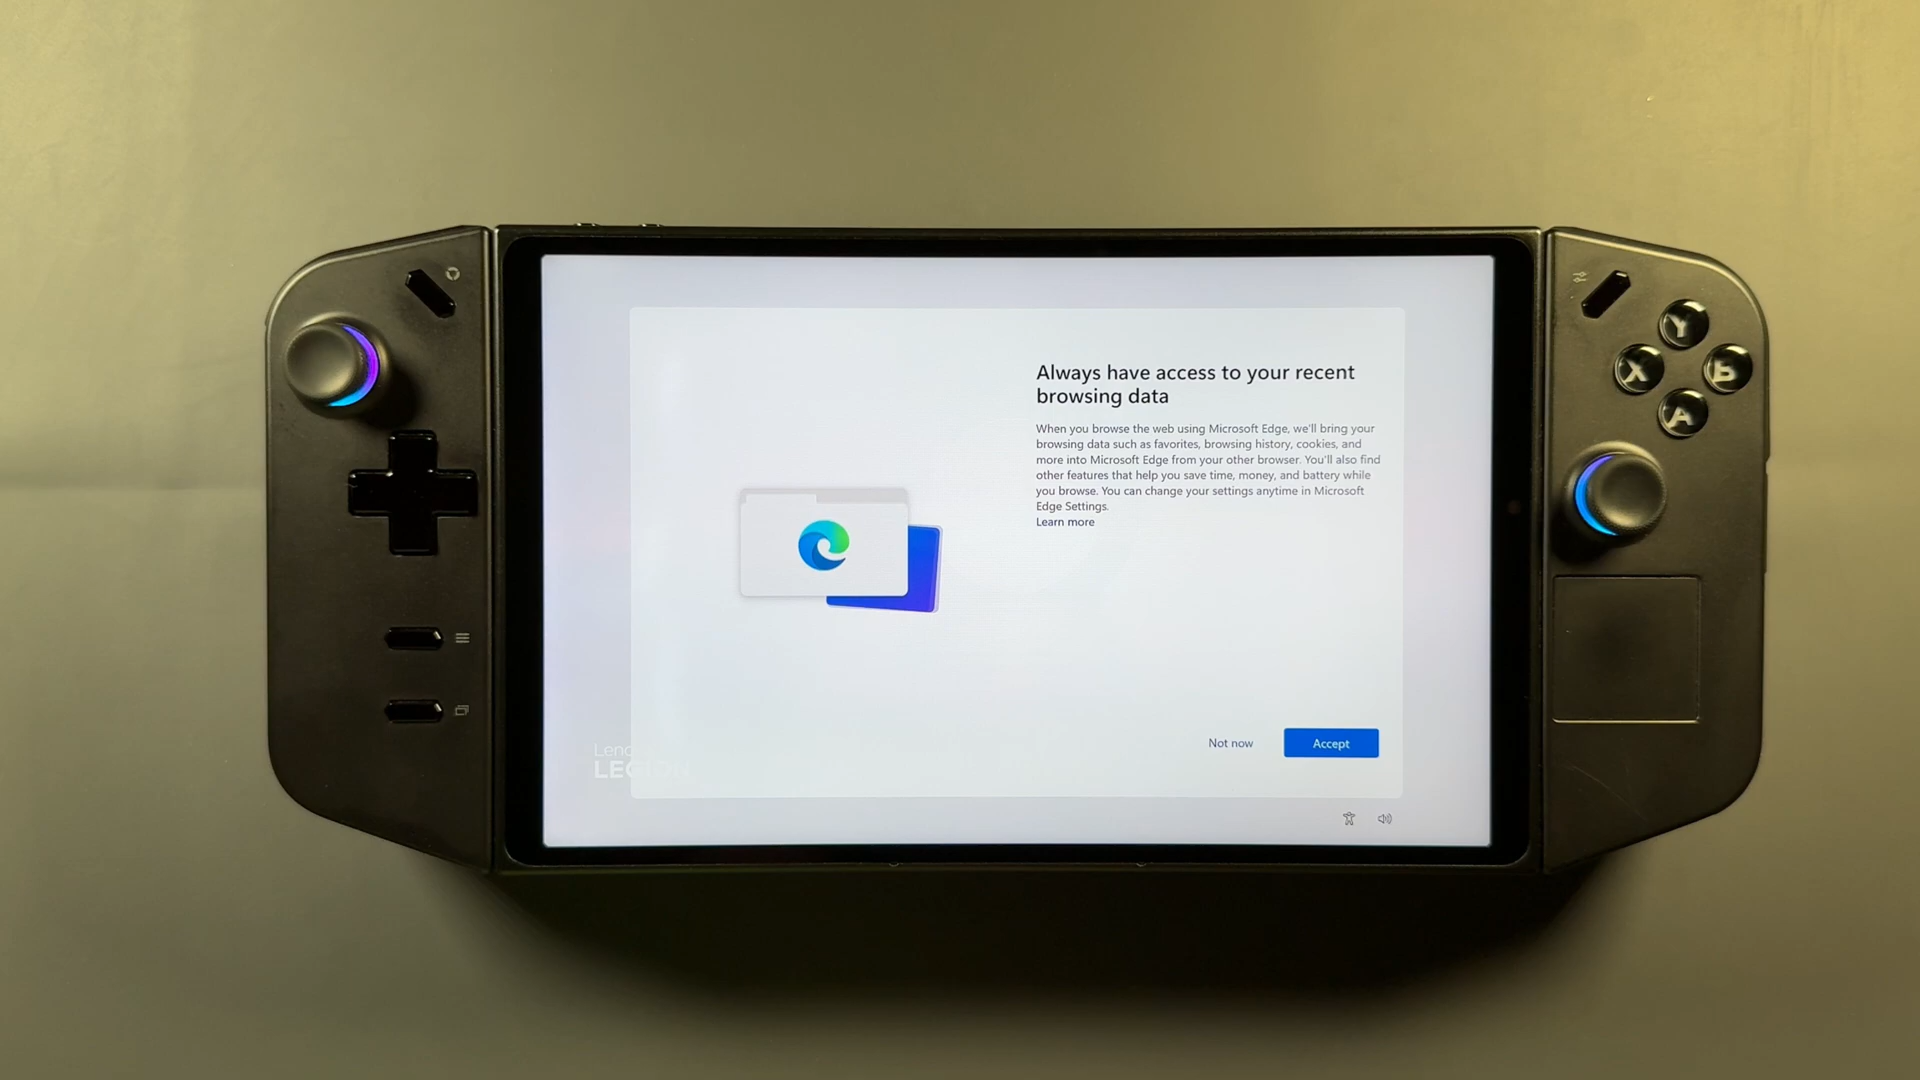 Always have access to your recent
browsing data
When you browse the web using Microsoft Edge, we'll bring your
browsing data such as favorites, browsing history, cookies, and
more into Microsoft Edge from your other browser. You'll also find
other features that help you save time, money, and battery while
you browse. You can change your settings anytime in Microsoft
Edge Settings.
Learn more
Not now
Accept
Leno
LEGION
Y
X
B
A